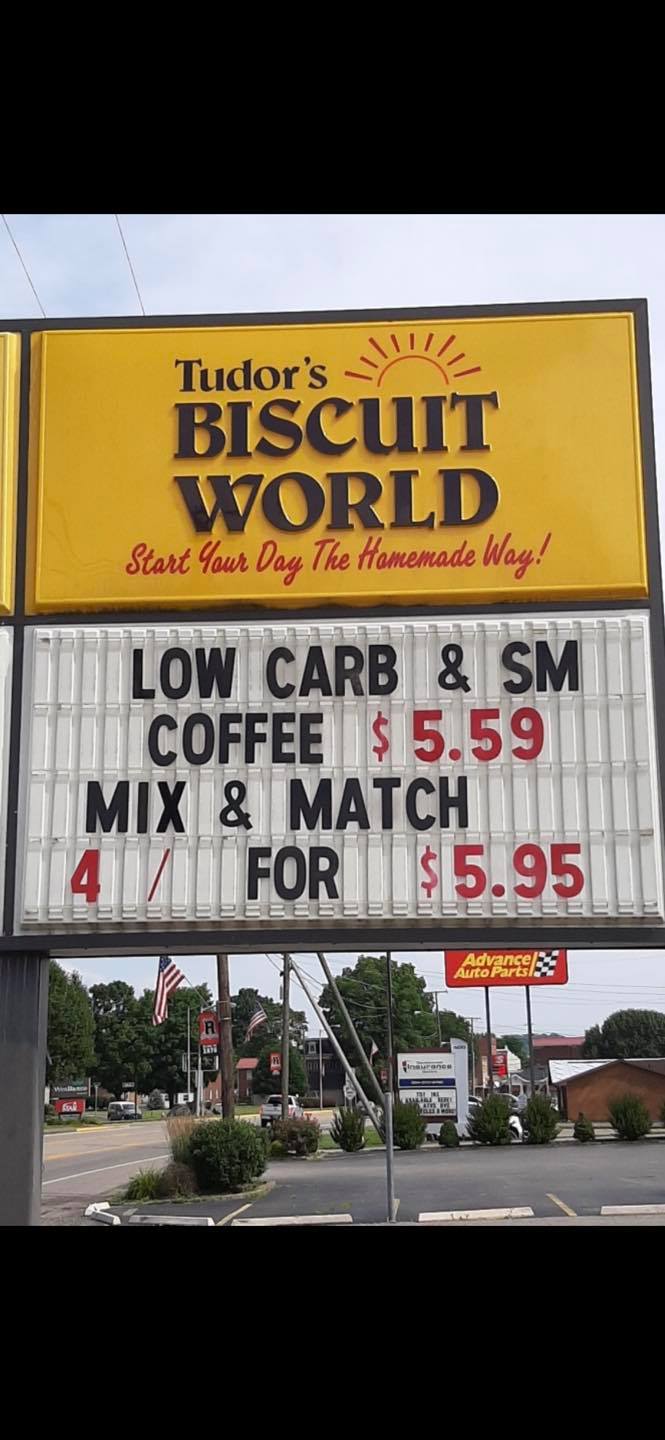 Tudor's
BISCUIT
WORLD
Start Your Day The Homemade Way!
LOW CARB & SM
COFFEE $5.59
MIX & MATCH
4 / FOR $5.95
Advance
Auto Parts
R
R
Insurance